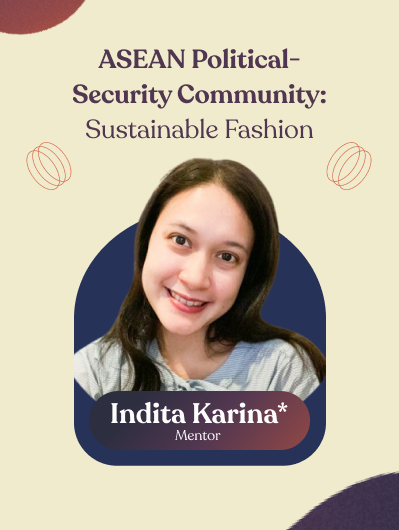 ASEAN Political-
Security Community:
Sustainable Fashion
Indita Karina*
Mentor